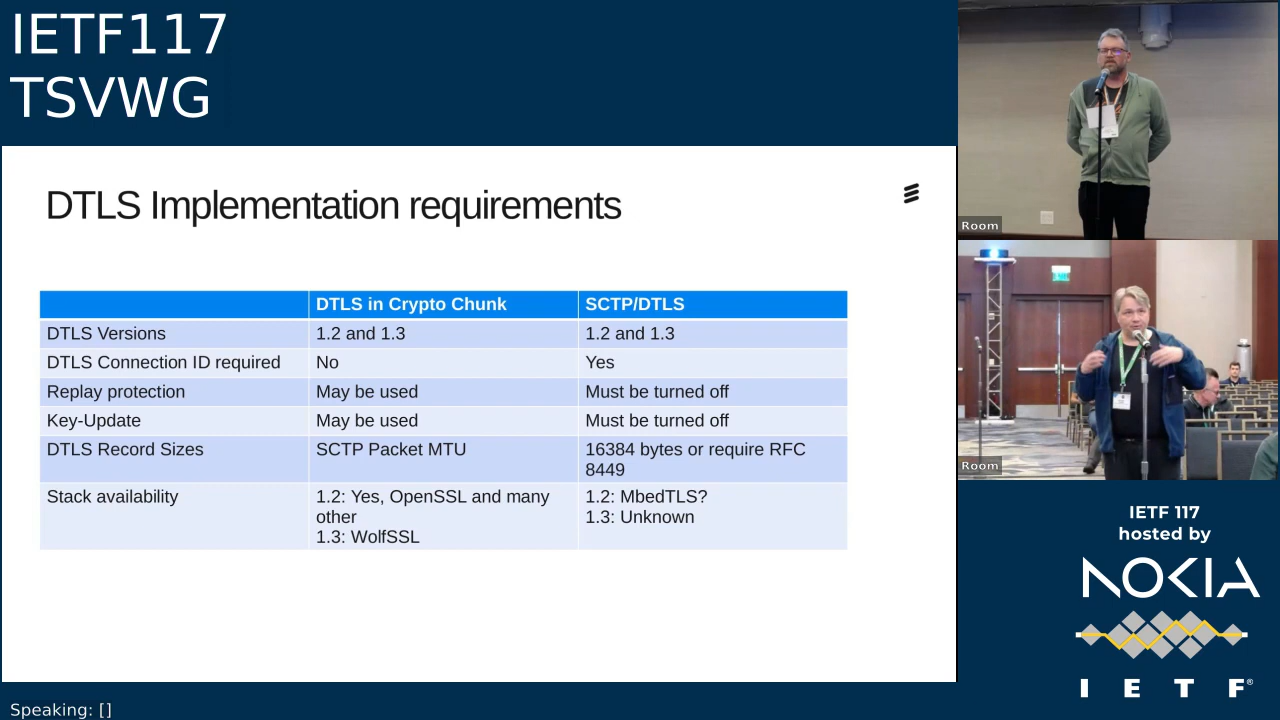 IETF117
TSVWG
DTLS Implementation requirements
DTLS in Crypto Chunk SCTP/DTLS
DTLS Versions 1.2 and 1.3 1.2 and 1.3
DTLS Connection ID required No Yes
Replay protection May be used Must be turned off
Key-Update May be used Must be turned off
DTLS Record Sizes SCTP Packet MTU 16384 bytes or require RFC
8449
Stack availability 1.2: Yes, OpenSSL and many 1.2: MbedTLS?
other 1.3: Unknown
1.3: WolfSSL
Room
Room
IETF 117
hosted by
NOKIA
I E T F®
Speaking: []